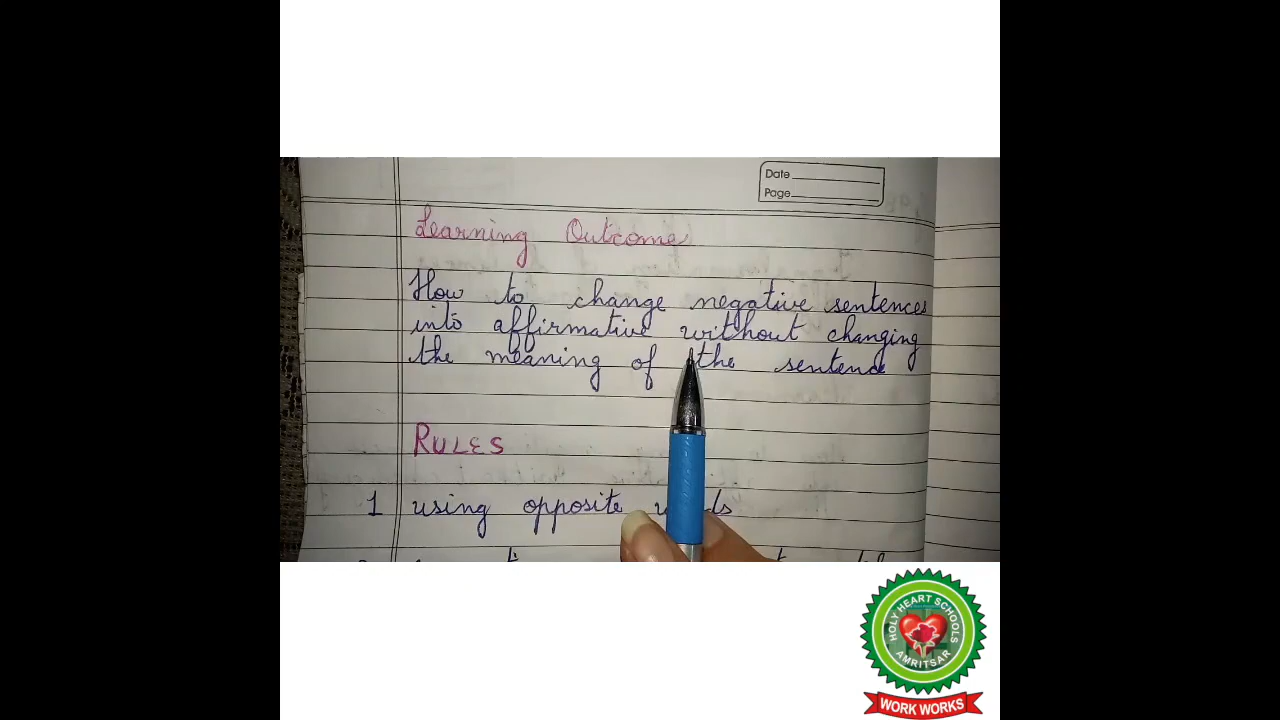 Date
Page
Learning Outcome
How to change negative sentences
into affirmative without changing
the meaning of the sentence
RULES
1 using opposite
HOLY HEART SCHOOLS
AMRITSAR
WORK WORKS